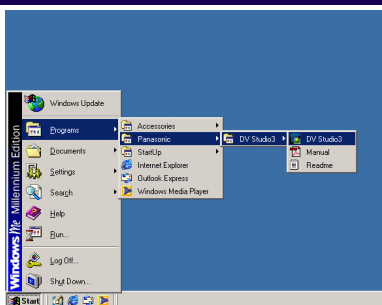 Windows Me Millennium Edition
Windows Update
Programs
Documents
Settings
Search
Help
Run...
Log Off...
Shut Down...
Accessories
Panasonic
StartUp
Internet Explorer
Outlook Express
Windows Media Player
DV Studio3
DV Studio3
Manual
Readme
Start